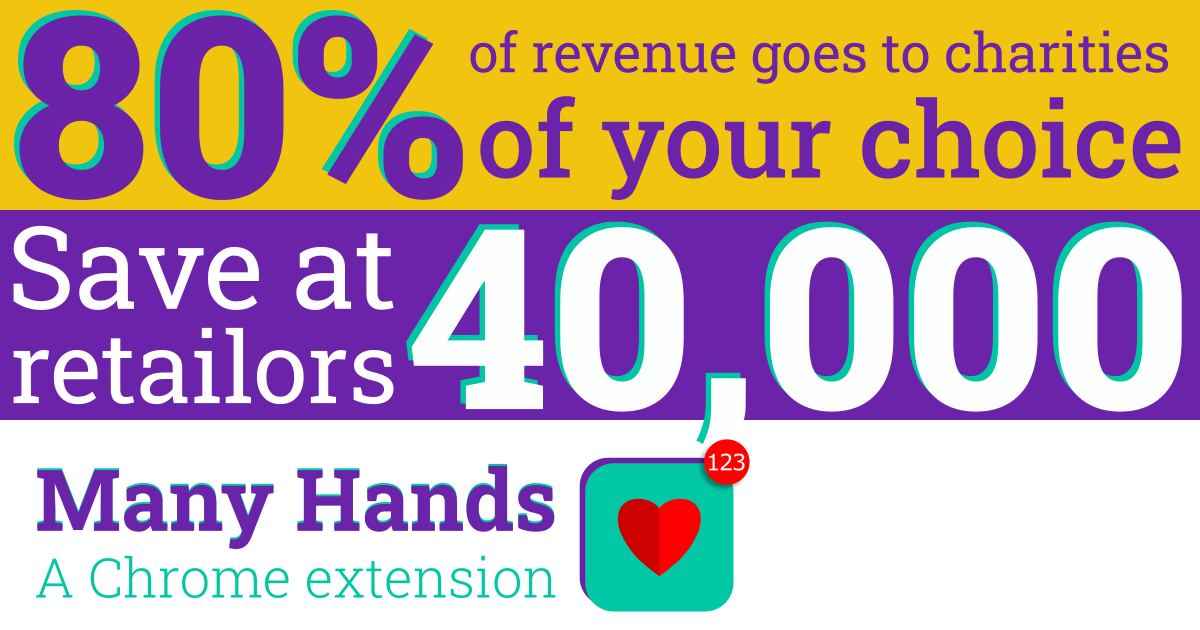 80% of revenue goes to charities
of your choice
Save at
retailors 40,000
123
Many Hands
A Chrome extension